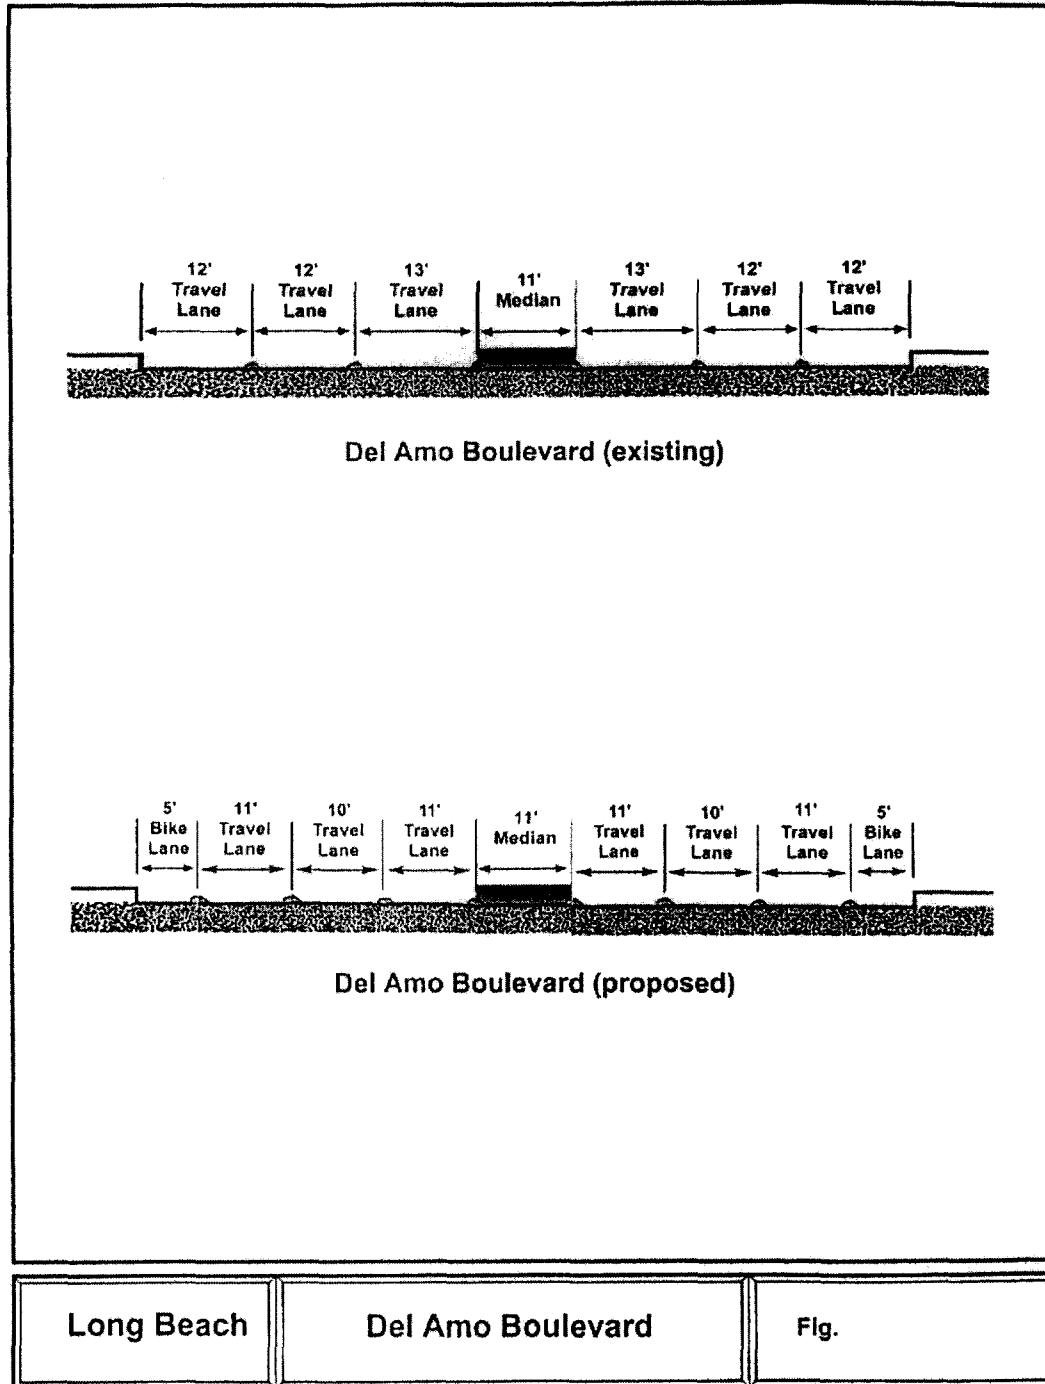 12' Travel Lane
12' Travel Lane
13' Travel Lane
11' Median
13' Travel Lane
12' Travel Lane
12' Travel Lane
Del Amo Boulevard (existing)
5' Bike Lane
11' Travel Lane
10' Travel Lane
11' Travel Lane
11' Median
11' Travel Lane
10' Travel Lane
11' Travel Lane
5' Bike Lane
Del Amo Boulevard (proposed)
Long Beach
Del Amo Boulevard
Fig.